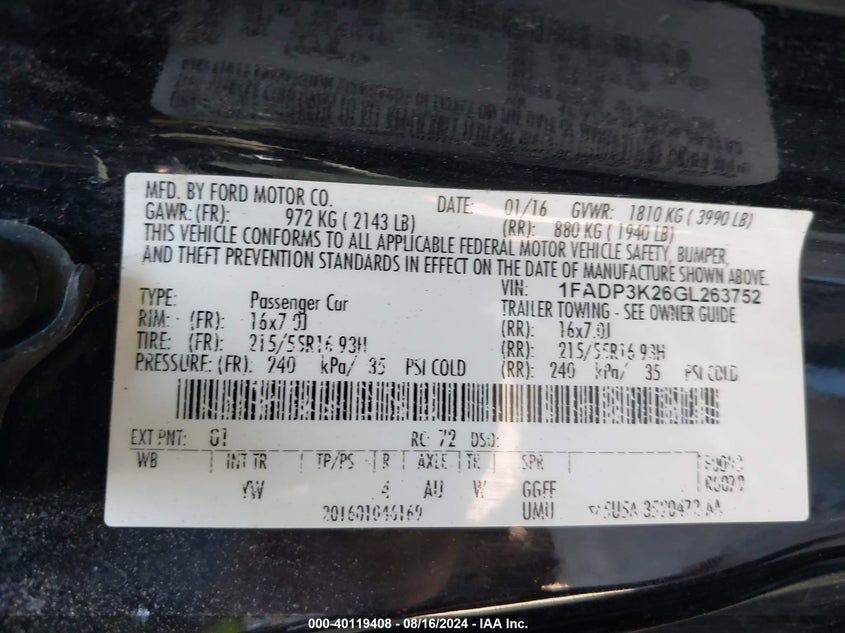 MFD. BY FORD MOTOR CO. DATE: 01/16 GVWR: 1810 KG ( 3990 LB)
GAWR: (FR): 972 KG ( 2143 LB) (RR): 880 KG ( 1940 LB)
THIS VEHICLE CONFORMS TO ALL APPLICABLE FEDERAL MOTOR VEHICLE SAFETY, BUMPER,
AND THEFT PREVENTION STANDARDS IN EFFECT ON THE DATE OF MANUFACTURE SHOWN ABOVE.
VIN: 1FADP3K26GL263752
TYPE: Passenger Car TRAILER TOWING - SEE OWNER GUIDE
RIM: (FR): 16x7.0J (RR): 16x7.0J
TIRE: (FR): 215/55R16 93H (RR): 215/55R16 93H
PRESSURE: (FR): 240 kPa/ 35 PSI COLD (RR): 240 kPa/ 35 PSI COLD
EXT PNT: G1 RC: 72 DSO:
WB INT TR TP/PS R AXLE TR SPR
YW 4 AU W GGFF
201601046169 UMU
000-40119408 - 08/16/2024 - IAA Inc.